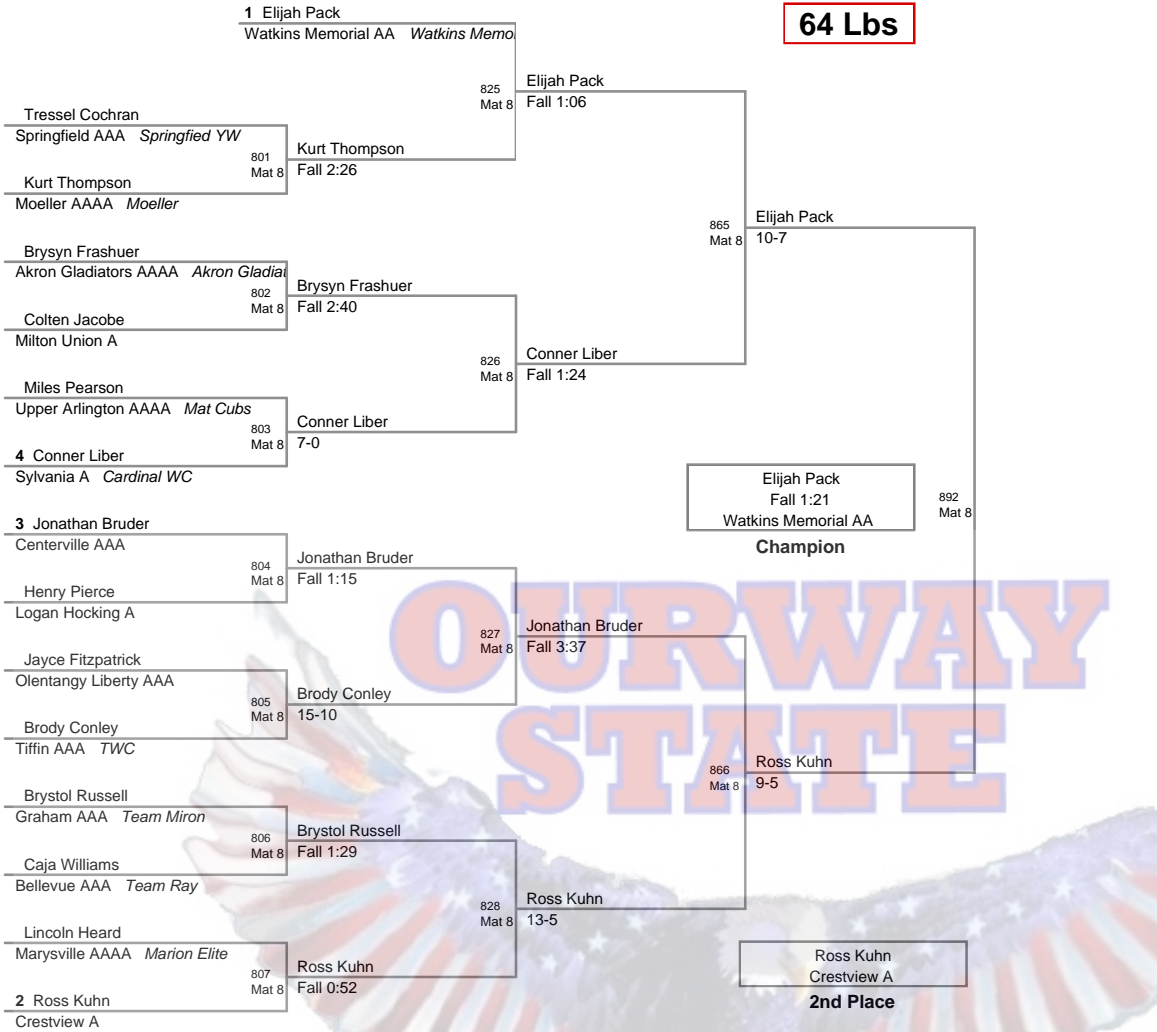 1 Elijah Pack
Watkins Memorial AA Watkins Memo
64 Lbs
825
Mat 8
Elijah Pack
Fall 1:06
Tressel Cochran
Springfield AAA Springfied YW
801
Mat 8
Kurt Thompson
Fall 2:26
Kurt Thompson
Moeller AAAA Moeller
865
Mat 8
Elijah Pack
10-7
Brysyn Frashuer
Akron Gladiators AAAA Akron Gladiat
802
Mat 8
Brysyn Frashuer
Fall 2:40
Colten Jacobe
Milton Union A
826
Mat 8
Conner Liber
Fall 1:24
Miles Pearson
Upper Arlington AAAA Mat Cubs
803
Mat 8
Conner Liber
7-0
4 Conner Liber
Sylvania A Cardinal WC
Elijah Pack
Fall 1:21
Watkins Memorial AA
Champion
892
Mat 8
3 Jonathan Bruder
Centerville AAA
804
Mat 8
Jonathan Bruder
Fall 1:15
Henry Pierce
Logan Hocking A
OURWAY
STATE
827
Mat 8
Jonathan Bruder
Fall 3:37
Jayce Fitzpatrick
Olentangy Liberty AAA
805
Mat 8
Brody Conley
15-10
Brody Conley
Tiffin AAA TWC
866
Mat 8
Ross Kuhn
9-5
Brystol Russell
Graham AAA Team Miron
806
Mat 8
Brystol Russell
Fall 1:29
Caja Williams
Bellevue AAA Team Ray
828
Mat 8
Ross Kuhn
13-5
Lincoln Heard
Marysville AAAA Marion Elite
807
Mat 8
Ross Kuhn
Fall 0:52
2 Ross Kuhn
Crestview A
Ross Kuhn
Crestview A
2nd Place